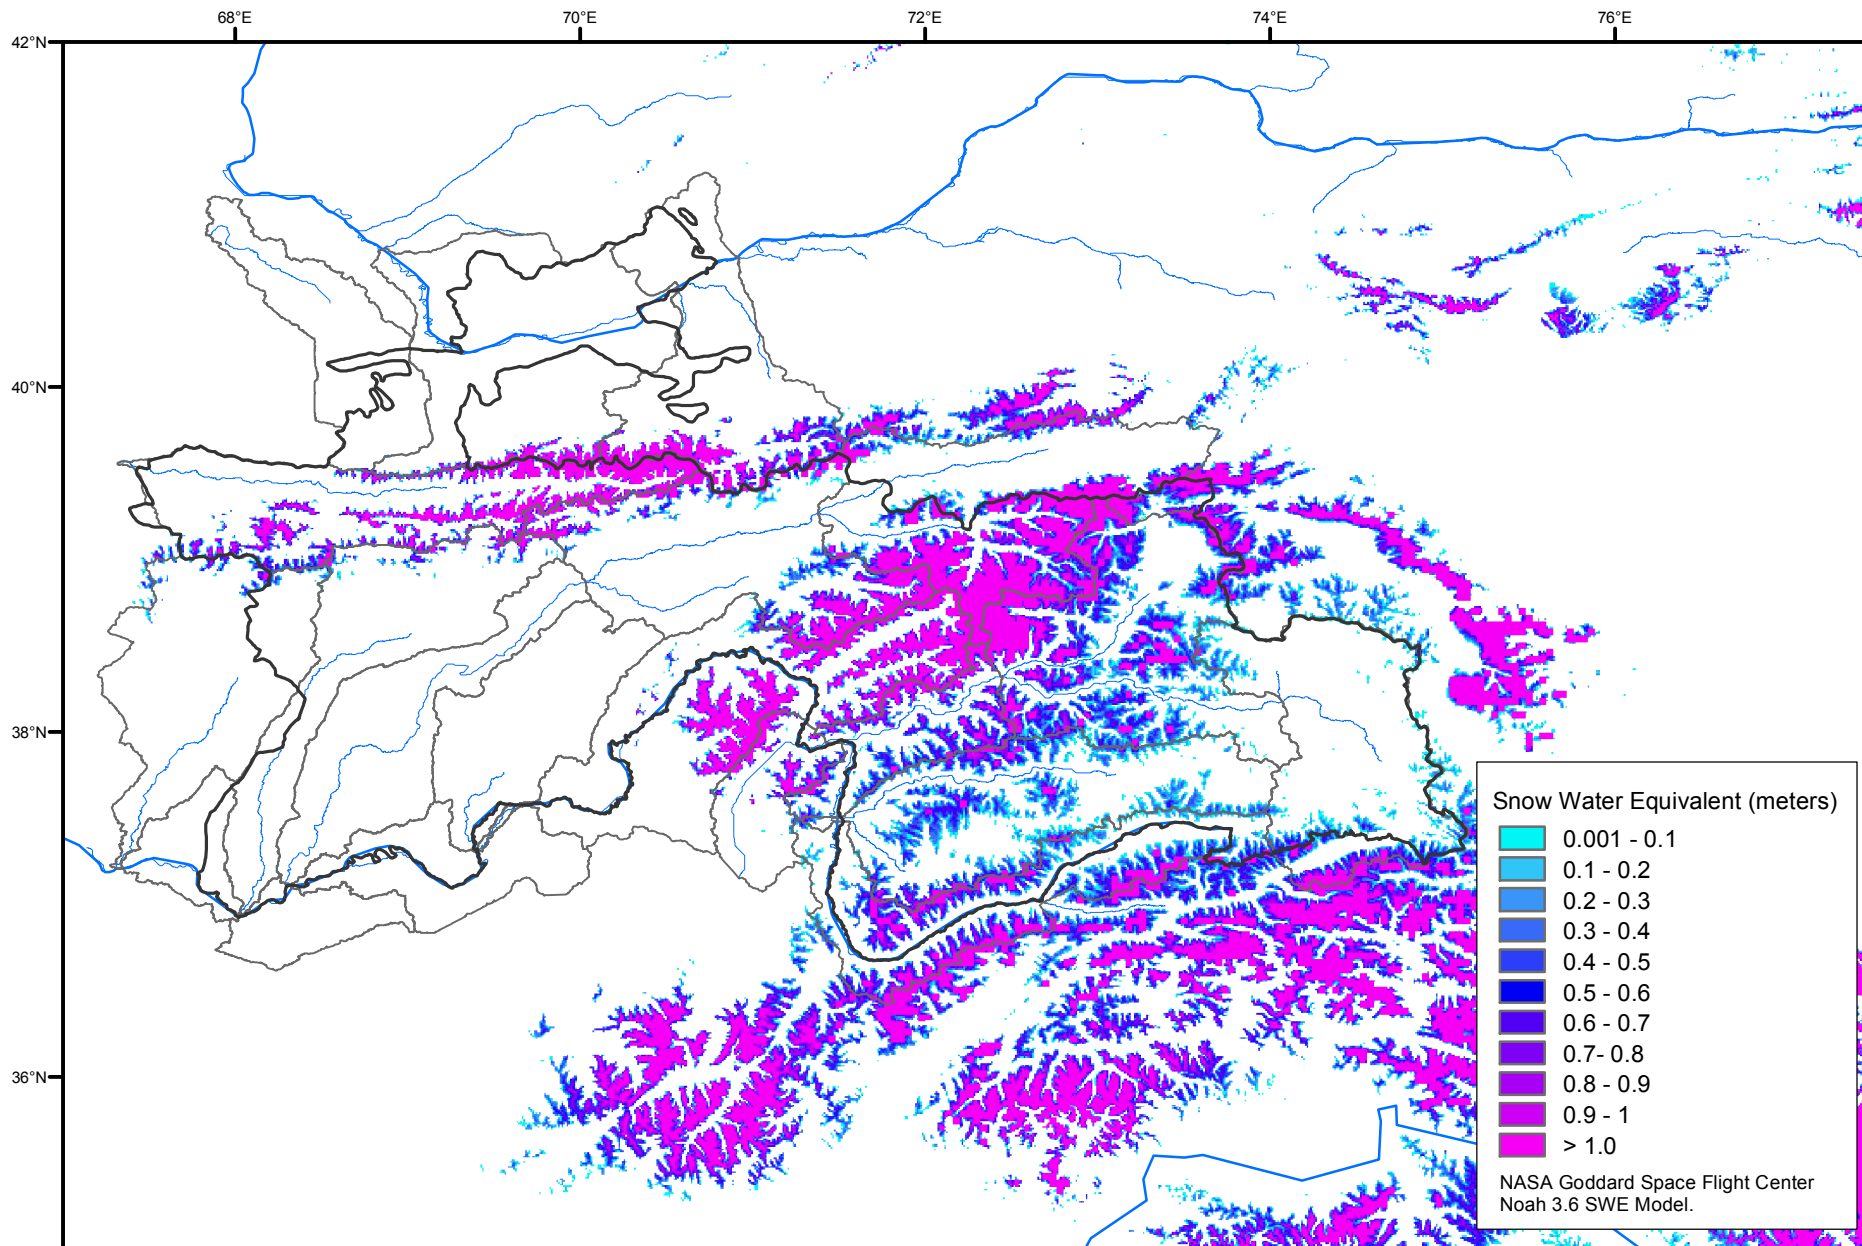 68°E 70°E 72°E 74°E 76°E
42°N
40°N
38°N
36°N
Snow Water Equivalent (meters)
0.001 - 0.1
0.1 - 0.2
0.2 - 0.3
0.3 - 0.4
0.4 - 0.5
0.5 - 0.6
0.6 - 0.7
0.7- 0.8
0.8 - 0.9
0.9 - 1
> 1.0
NASA Goddard Space Flight Center
Noah 3.6 SWE Model.